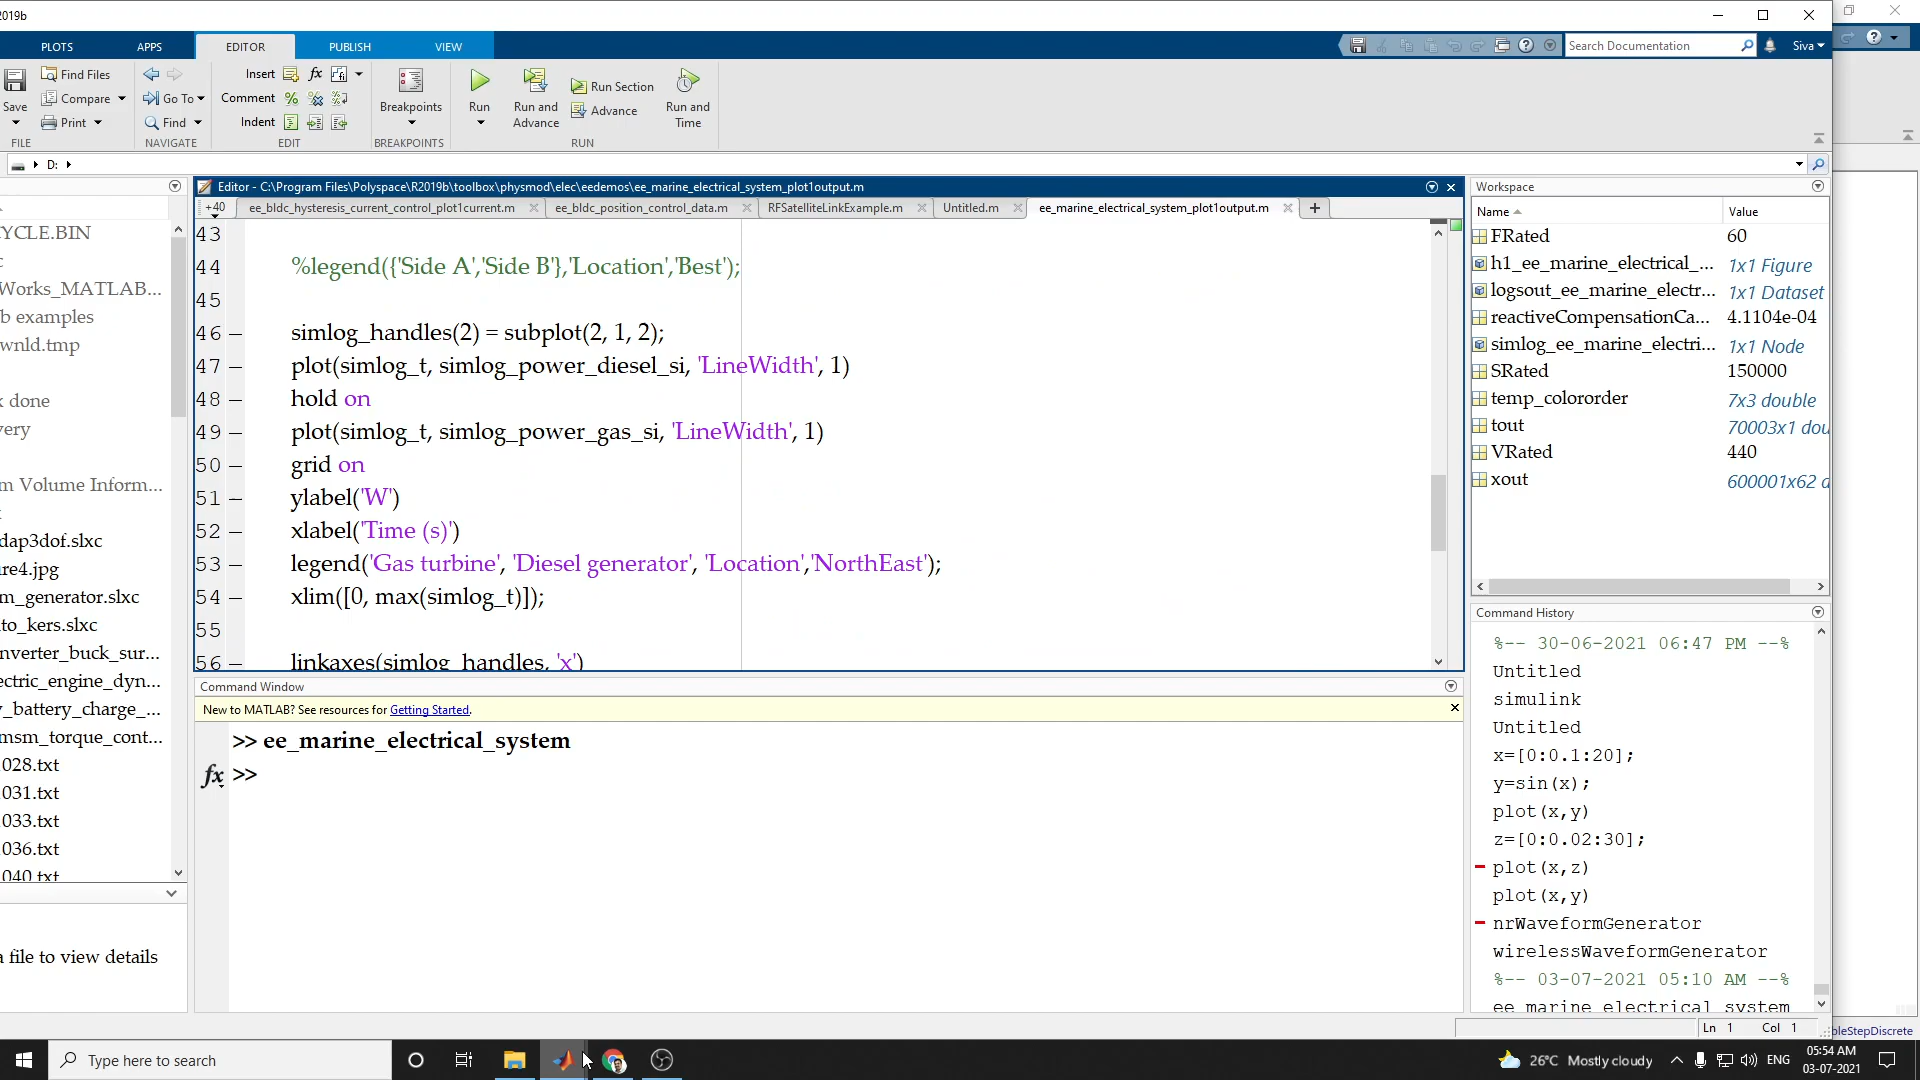 2019b
PLOTS APPS EDITOR PUBLISH VIEW
Search Documentation
Siva
Save
Find Files
Compare
Print
FILE
Go To
Find
NAVIGATE
Insert
Comment
Indent
fx
EDIT
Breakpoints
BREAKPOINTS
Run
Run and Advance
Run Section
Advance
Run and Time
RUN
D:
YCLE.BIN
c
Works_MATLAB...
b examples
wnld.tmp
k done
very
m Volume Inform...
dap3dof.slxc
re4.jpg
m_generator.slxc
to_kers.slxc
nverter_buck_sur...
ectric_engine_dyn...
y_battery_charge_...
msm_torque_cont...
028.txt
031.txt
033.txt
036.txt
040.txt
a file to view details
Editor - C:\Program Files\Polyspace\R2019b\toolbox\physmod\elec\eedemos\ee_marine_electrical_system_plot1output.m
+40 ee_bldc_hysteresis_current_control_plot1current.m ee_bldc_position_control_data.m RFSatelliteLinkExample.m Untitled.m ee_marine_electrical_system_plot1output.m
43
44 %legend({'Side A','Side B'},'Location','Best');
45
46 – simlog_handles(2) = subplot(2, 1, 2);
47 – plot(simlog_t, simlog_power_diesel_si, 'LineWidth', 1)
48 – hold on
49 – plot(simlog_t, simlog_power_gas_si, 'LineWidth', 1)
50 – grid on
51 – ylabel('W')
52 – xlabel('Time (s)')
53 – legend('Gas turbine', 'Diesel generator', 'Location','NorthEast');
54 – xlim([0, max(simlog_t)]);
55
56 – linkaxes(simlog_handles, 'x')
Command Window
New to MATLAB? See resources for Getting Started.
>> ee_marine_electrical_system
fx >>
Workspace
Name Value
FRated 60
h1_ee_marine_electrical_... 1x1 Figure
logsout_ee_marine_electr... 1x1 Dataset
reactiveCompensationCa... 4.1104e-04
simlog_ee_marine_electri... 1x1 Node
SRated 150000
temp_colororder 7x3 double
tout 70003x1 dou
VRated 440
xout 600001x62 d
Command History
%-- 30-06-2021 06:47 PM --%
Untitled
simulink
Untitled
x=[0:0.1:20];
y=sin(x);
plot(x,y)
z=[0:0.02:30];
plot(x,z)
plot(x,y)
nrWaveformGenerator
wirelessWaveformGenerator
%-- 03-07-2021 05:10 AM --%
ee_marine_electrical_system
Ln 1 Col 1
bleStepDiscrete
Type here to search
26°C Mostly cloudy
ENG
05:54 AM
03-07-2021